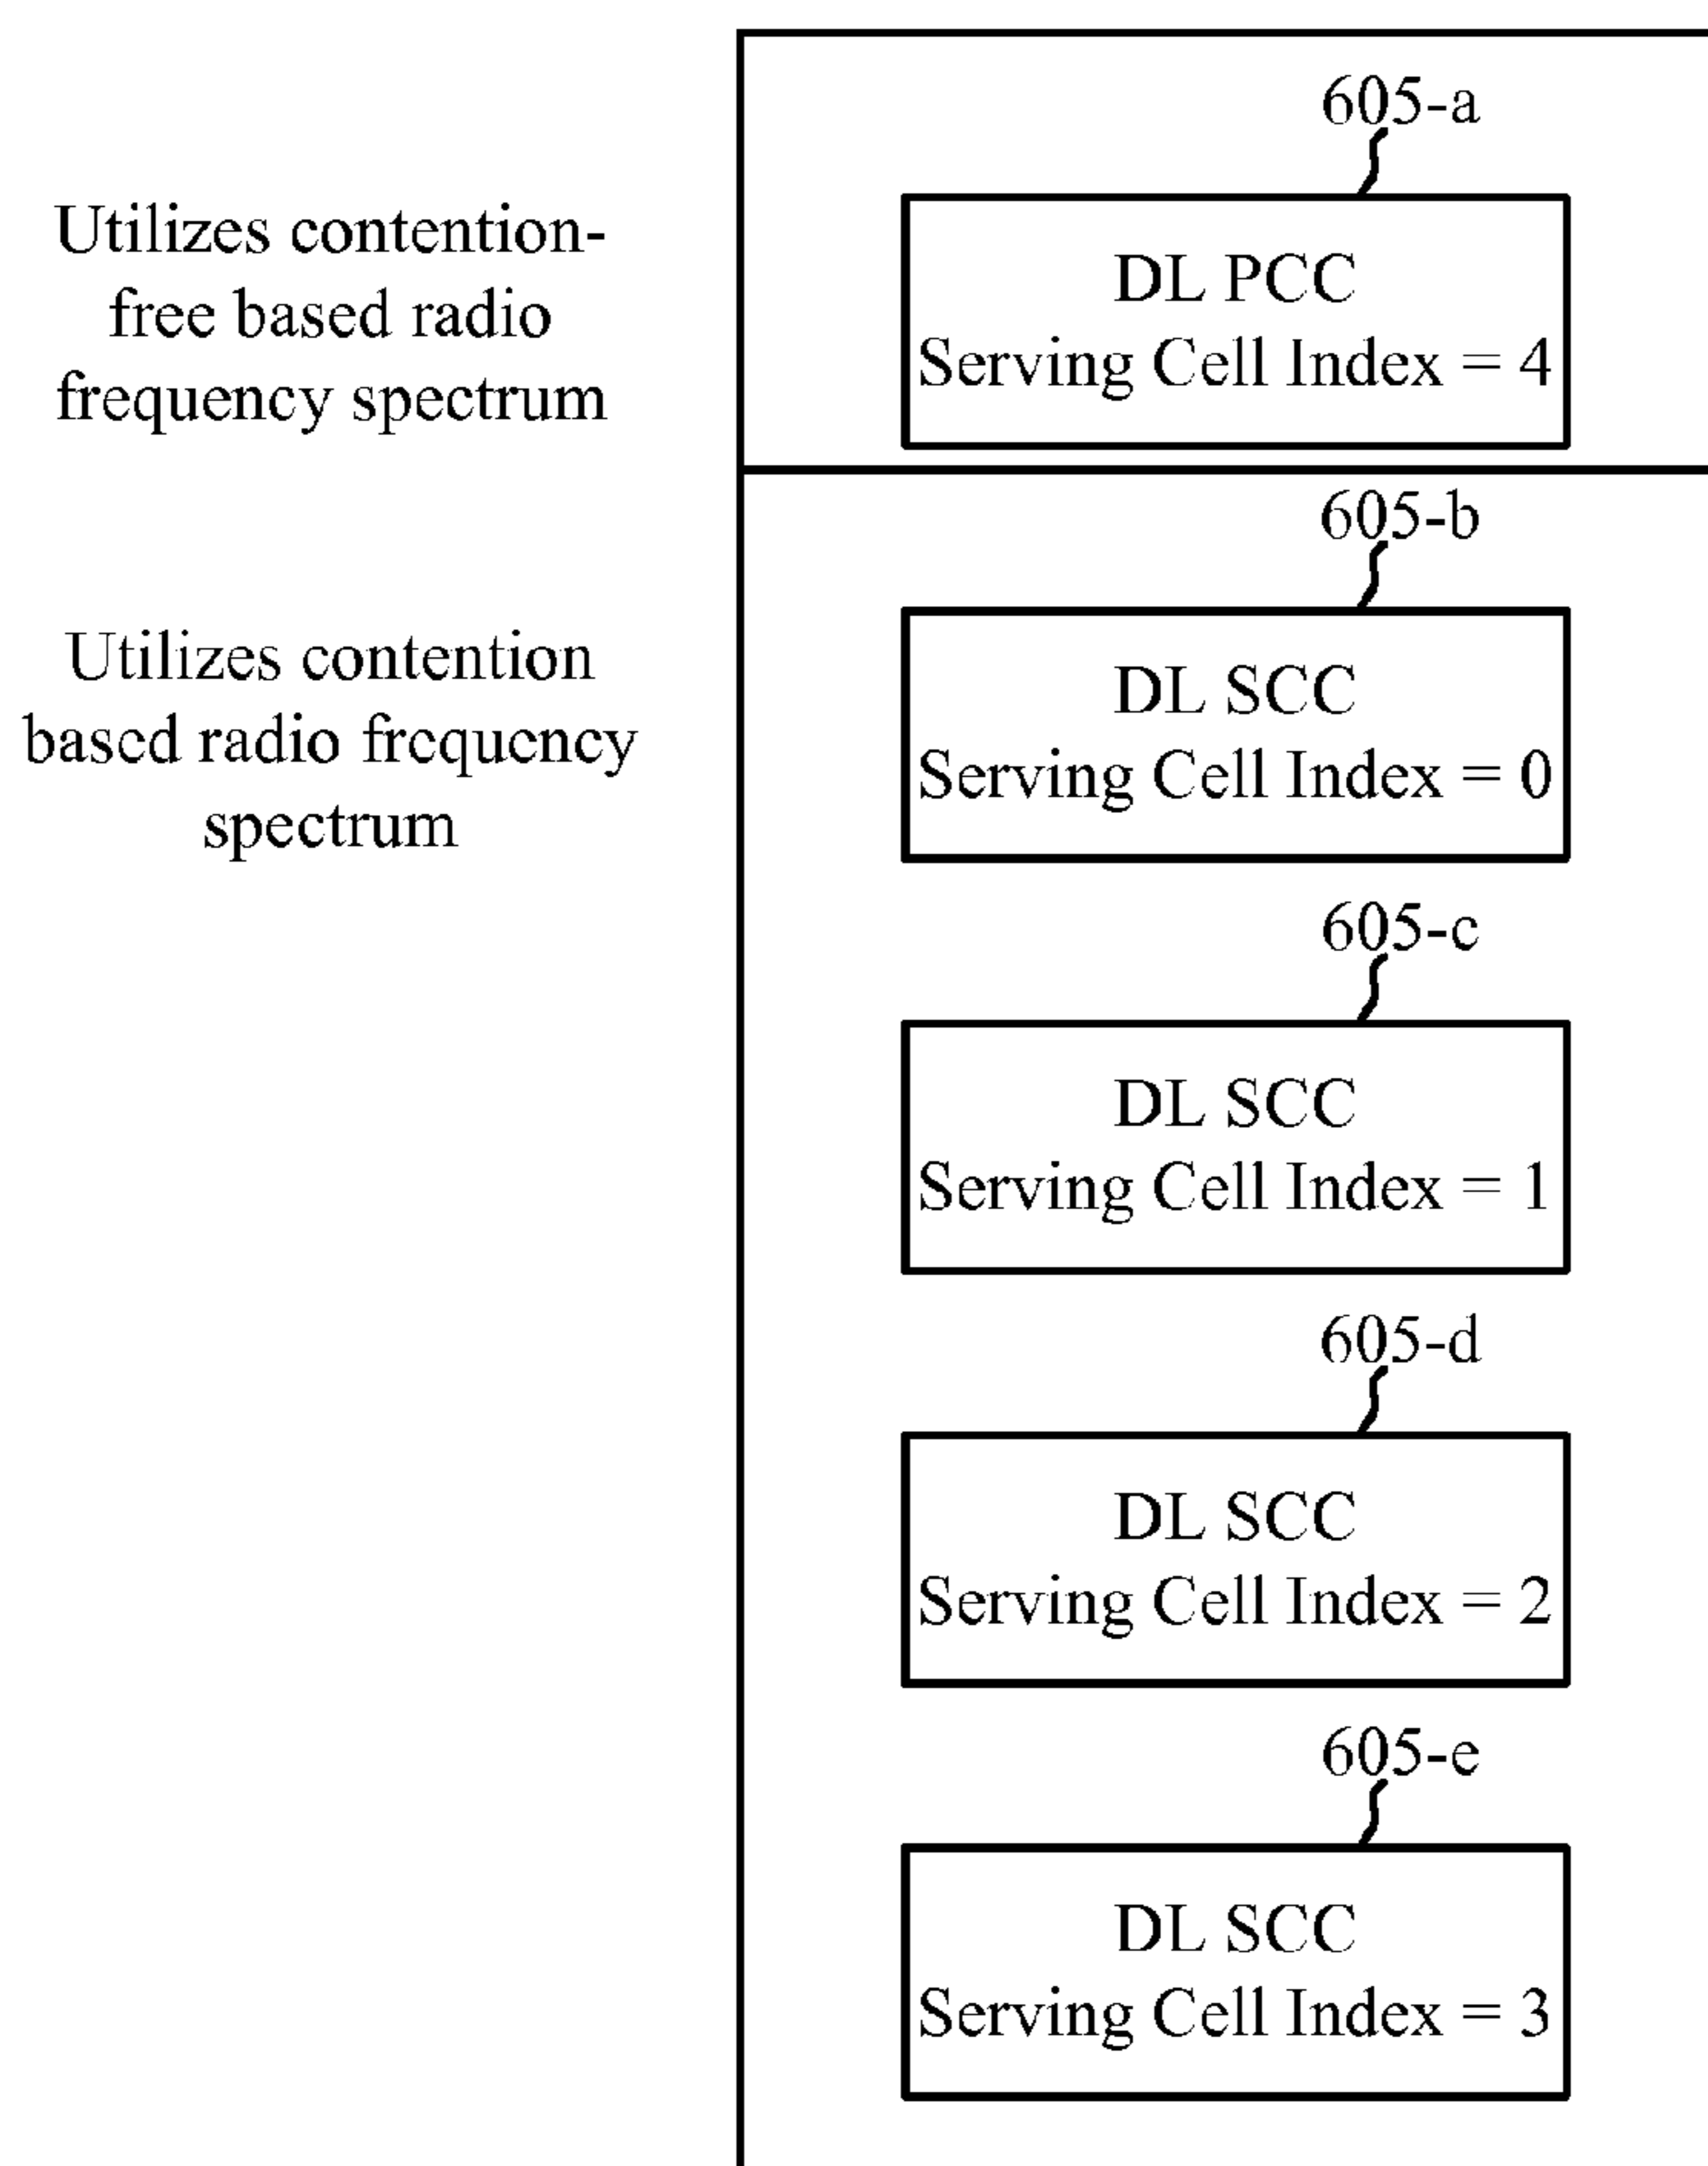 605-a
Utilizes contention-
free based radio
frequency spectrum
DL PCC
Serving Cell Index = 4
605-b
Utilizes contention
based radio frequency
spectrum
DL SCC
Serving Cell Index = 0
605-c
DL SCC
Serving Cell Index = 1
605-d
DL SCC
Serving Cell Index = 2
605-e
DL SCC
Serving Cell Index = 3